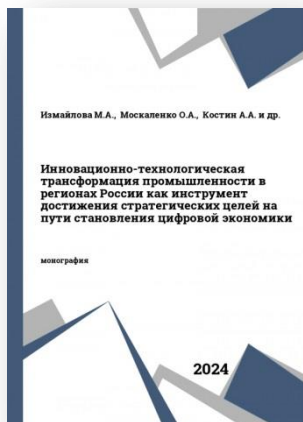 Измайлова М.А., Москаленко О.А., Костин А.А. и др.
Инновационно-технологическая
трансформация промышленности в
регионах России как инструмент
достижения стратегических целей на
пути становления цифровой экономики
монография
2024